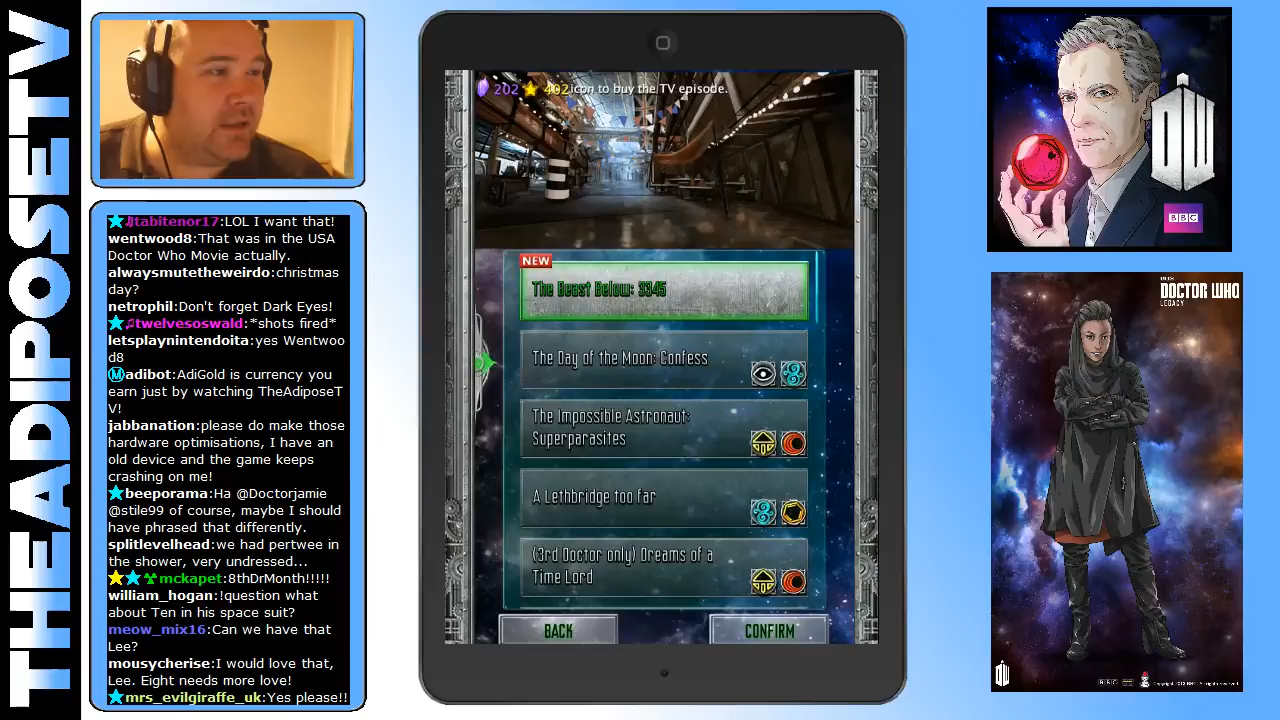 THEADIPOSETV
♫tabitenor17:LOL I want that!
wentwood8:That was in the USA
Doctor Who Movie actually.
alwaysmutetheweirdo:christmas
day?
netrophil:Don't forget Dark Eyes!
♫twelvesoswald:*shots fired*
letsplaynintendoita:yes Wentwoo
d8
adibot:AdiGold is currency you
earn just by watching TheAdiposeT
V!
jabbanation:please do make those
hardware optimisations, I have an
old device and the game keeps
crashing on me!
beeporama:Ha @Doctorjamie
@stile99 of course, maybe I should
have phrased that differently.
splitlevelhead:we had pertwee in
the shower, very undressed...
mckapet:8thDrMonth!!!!!
william_hogan:!question what
about Ten in his space suit?
meow_mix16:Can we have that
Lee?
mousycherise:I would love that,
Lee. Eight needs more love!
mrs_evilgiraffe_uk:Yes please!!
202 402 icon to buy the TV episode.
NEW
The Beast Below: 3345
The Day of the Moon: Confess
The Impossible Astronaut:
Superparasites
A Lethbridge too far
(3rd Doctor only) Dreams of a
Time Lord
BACK
CONFIRM
DW
BBC
DOCTOR WHO
LEGACY
BBC